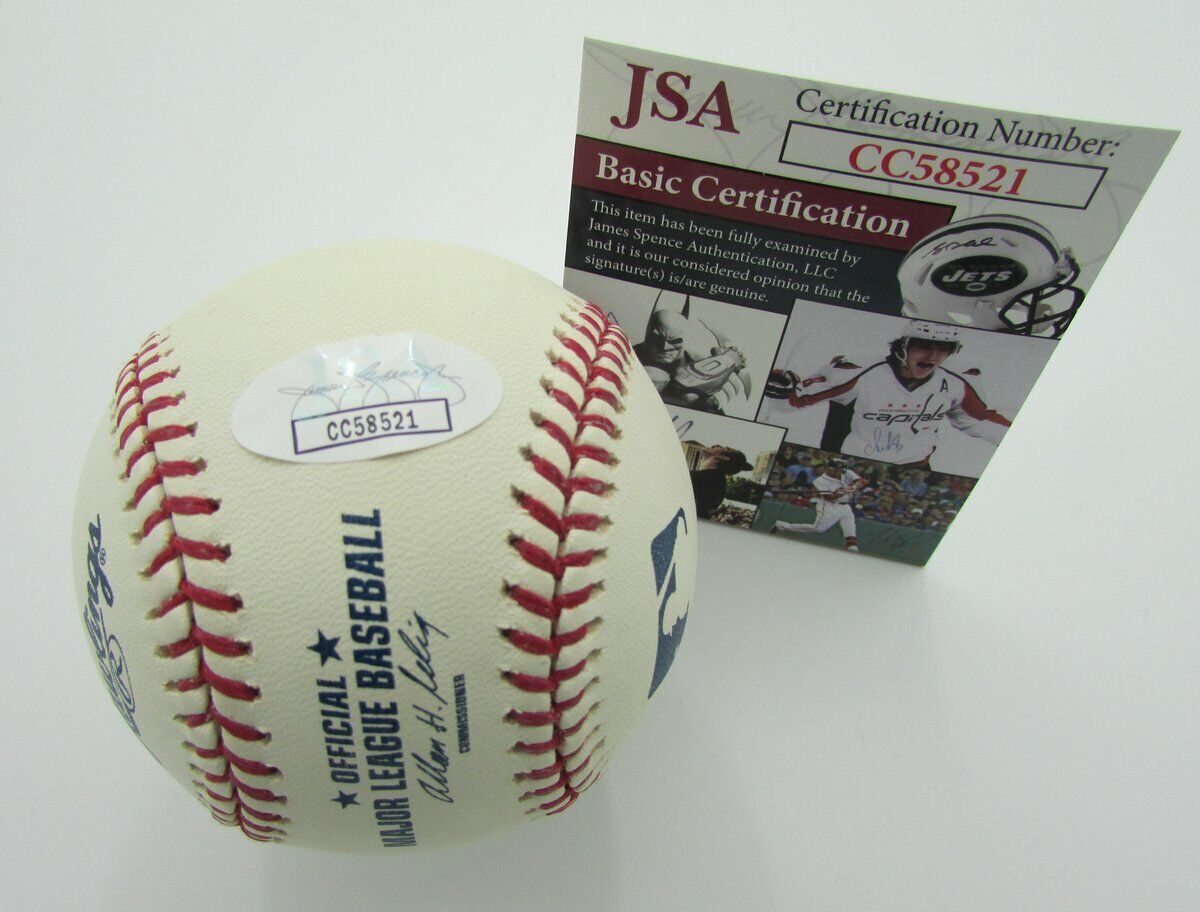 JSA
Certification Number:
CC58521
Basic Certification
This item has been fully examined by
James Spence Authentication, LLC
and it is our considered opinion that the
signature(s) is/are genuine.
JETS
A
capitals
CC58521
★ OFFICIAL ★
MAJOR LEAGUE BASEBALL
Allan H. Selig
COMMISSIONER